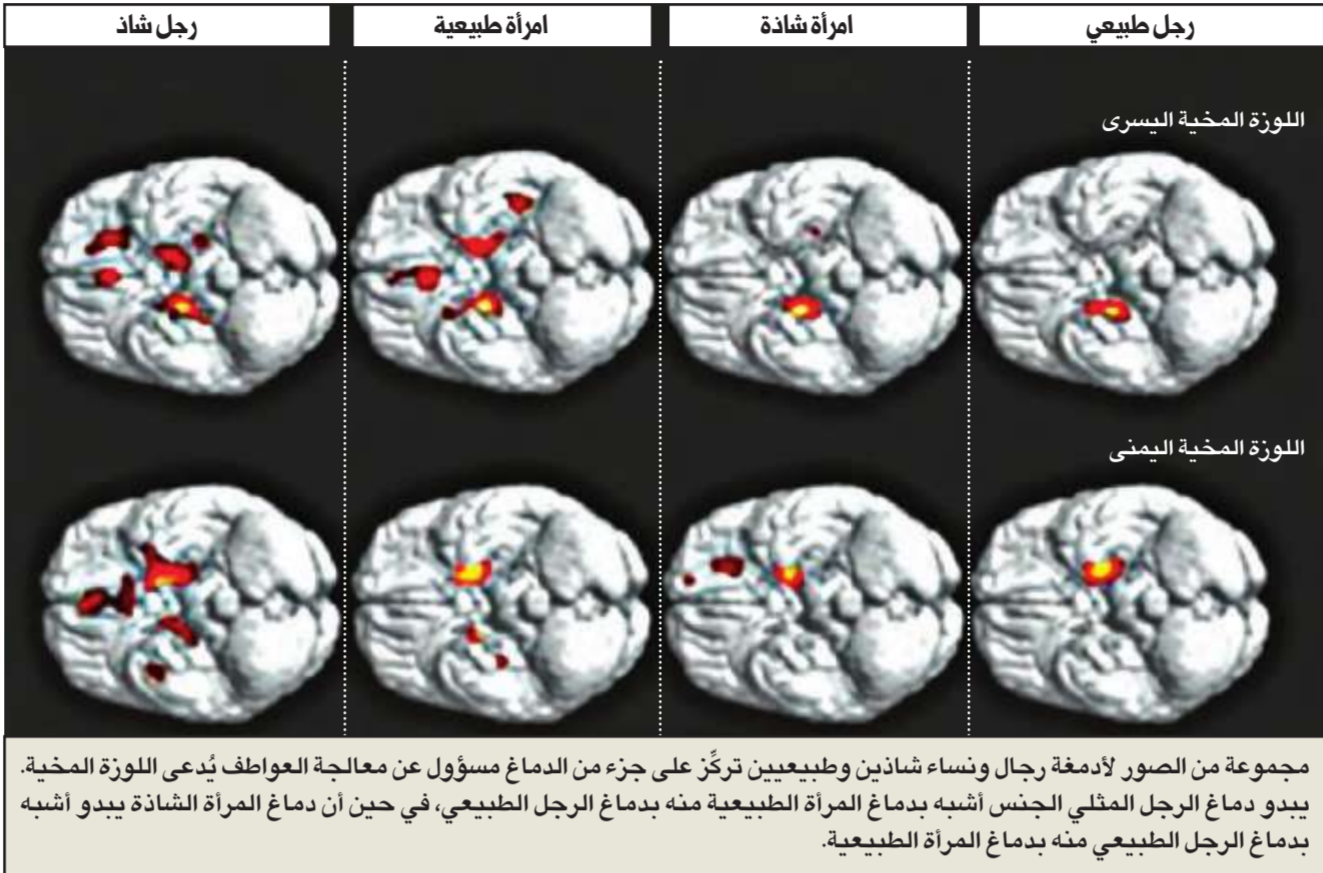 رجل طبيعي
امرأة شاذة
امرأة طبيعية
رجل شاذ
اللوزة المخية اليسرى
اللوزة المخية اليمنى
مجموعة من الصور لأدمغة رجال ونساء شاذين وطبيعيين تركِّز على جزء من الدماغ مسؤول عن معالجة العواطف يُدعى اللوزة المخية.
يبدو دماغ الرجل المثلي الجنس أشبه بدماغ المرأة الطبيعية منه بدماغ الرجل الطبيعي، في حين أن دماغ المرأة الشاذة يبدو أشبه
بدماغ الرجل الطبيعي منه بدماغ المرأة الطبيعية.